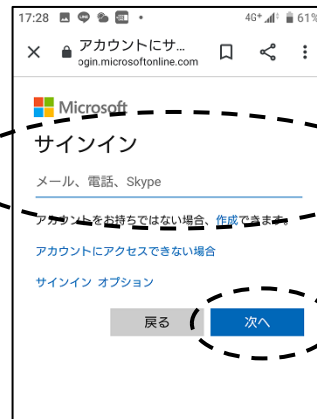 17:28 4G+ 61%
アカウントにサ...
ogin.microsoftonline.com
Microsoft
サインイン
メール、電話、Skype
アカウントをお持ちではない場合、作成できます。
アカウントにアクセスできない場合
サインイン オプション
戻る 次へ